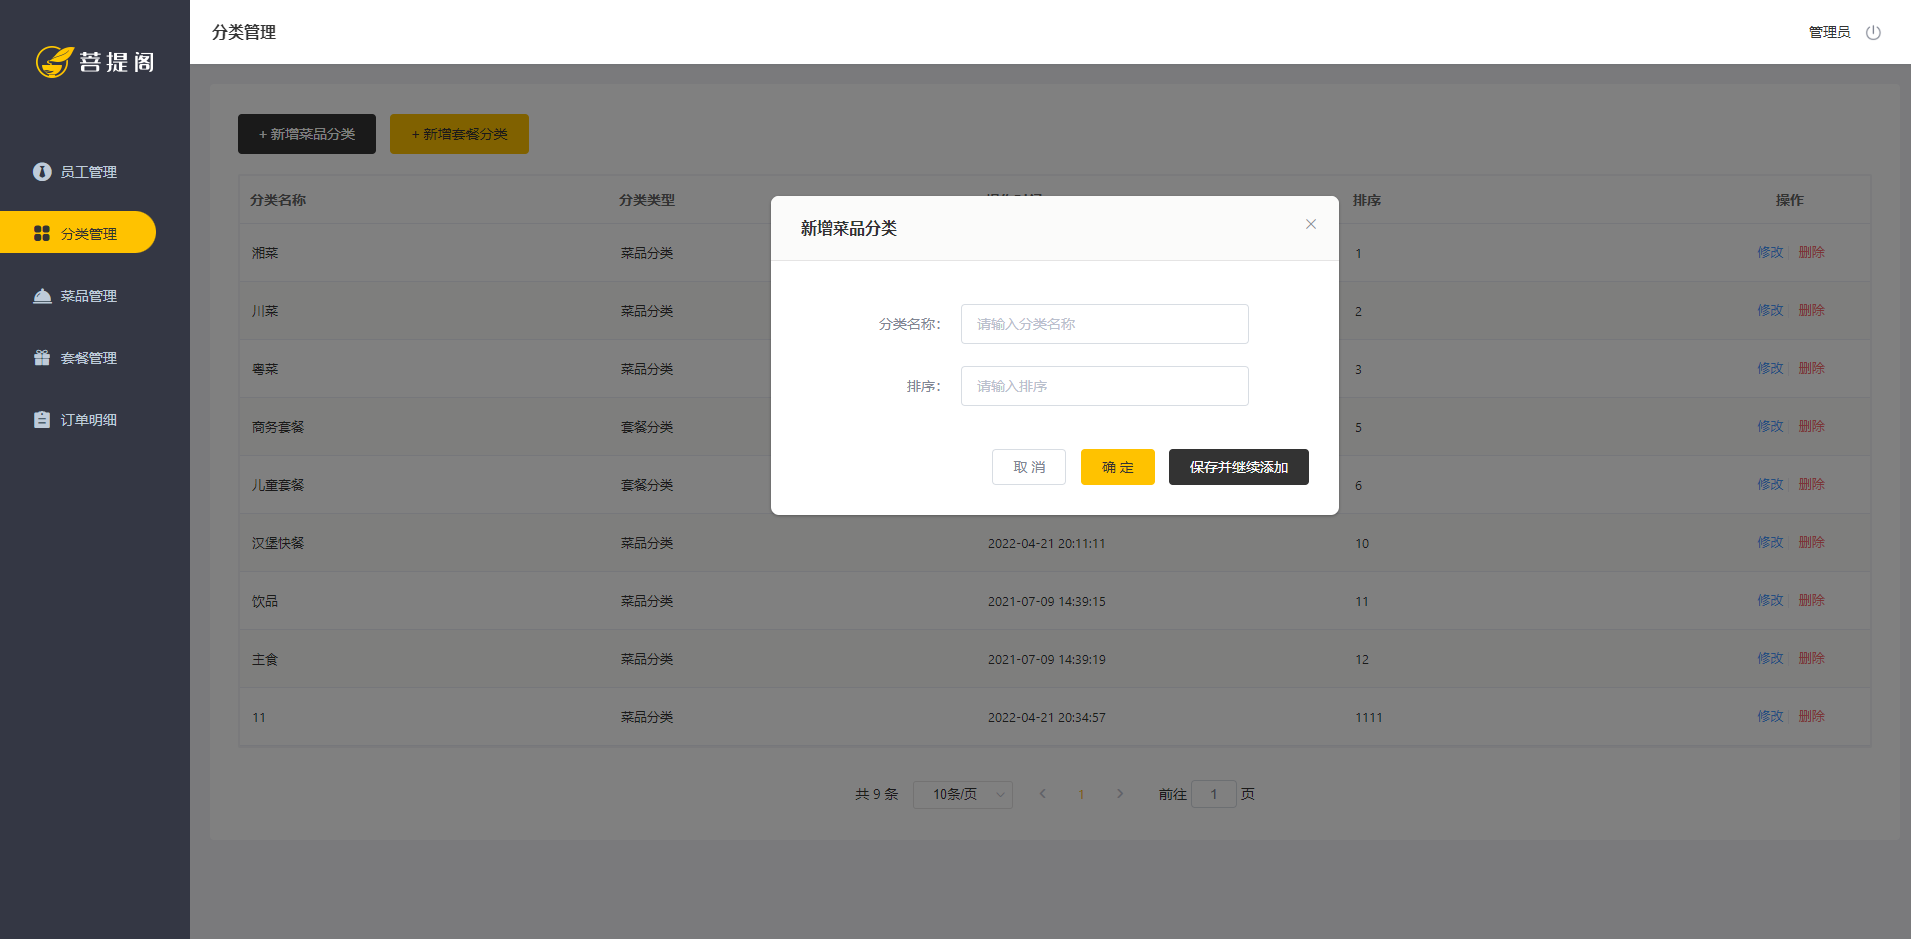 菩提阁
分类管理
管理员
员工管理
分类管理
菜品管理
套餐管理
订单明细
+ 新增菜品分类
+ 新增套餐分类
分类名称 分类类型 排序 操作
湘菜 菜品分类 1 修改 删除
川菜 菜品分类 2 修改 删除
粤菜 菜品分类 3 修改 删除
商务套餐 套餐分类 5 修改 删除
儿童套餐 套餐分类 6 修改 删除
汉堡快餐 菜品分类 2022-04-21 20:11:11 10 修改 删除
饮品 菜品分类 2021-07-09 14:39:15 11 修改 删除
主食 菜品分类 2021-07-09 14:39:19 12 修改 删除
11 菜品分类 2022-04-21 20:34:57 1111 修改 删除
共 9 条 10条/页 1 前往 1 页
新增菜品分类
分类名称： 请输入分类名称
排序： 请输入排序
取 消 确 定 保存并继续添加